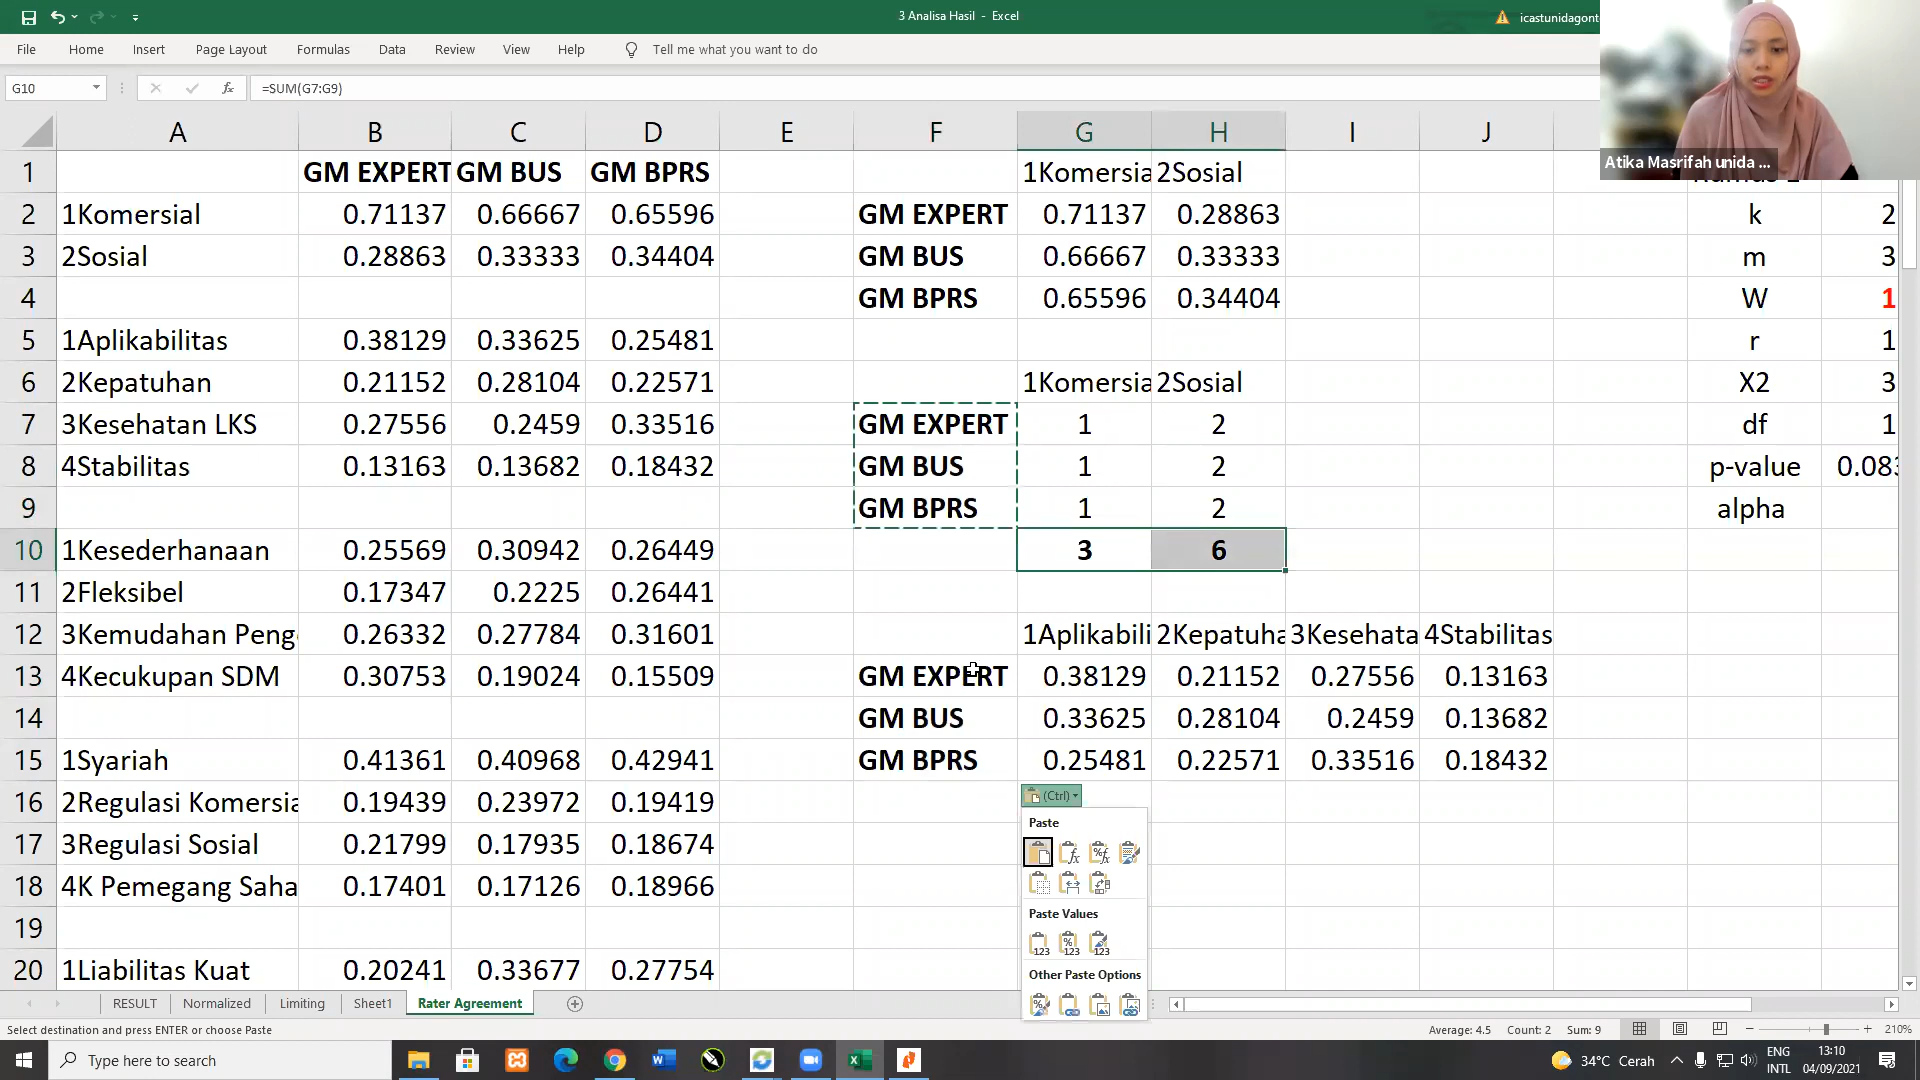 3 Analisa Hasil - Excel
icastunidagont
File Home Insert Page Layout Formulas Data Review View Help Tell me what you want to do
G10 fx =SUM(G7:G9)
Atika Masrifah unida ...
A B C D E F G H I J
1 GM EXPERT GM BUS GM BPRS 1Komersia 2Sosial
2 1Komersial 0.71137 0.66667 0.65596 GM EXPERT 0.71137 0.28863 k 2
3 2Sosial 0.28863 0.33333 0.34404 GM BUS 0.66667 0.33333 m 3
4 GM BPRS 0.65596 0.34404 W 1
5 1Aplikabilitas 0.38129 0.33625 0.25481 r 1
6 2Kepatuhan 0.21152 0.28104 0.22571 1Komersia 2Sosial X2 3
7 3Kesehatan LKS 0.27556 0.2459 0.33516 GM EXPERT 1 2 df 1
8 4Stabilitas 0.13163 0.13682 0.18432 GM BUS 1 2 p-value 0.083
9 GM BPRS 1 2 alpha
10 1Kesederhanaan 0.25569 0.30942 0.26449 3 6
11 2Fleksibel 0.17347 0.2225 0.26441
12 3Kemudahan Penge 0.26332 0.27784 0.31601 1Aplikabili 2Kepatuha 3Kesehata 4Stabilitas
13 4Kecukupan SDM 0.30753 0.19024 0.15509 GM EXPERT 0.38129 0.21152 0.27556 0.13163
14 GM BUS 0.33625 0.28104 0.2459 0.13682
15 1Syariah 0.41361 0.40968 0.42941 GM BPRS 0.25481 0.22571 0.33516 0.18432
16 2Regulasi Komersia 0.19439 0.23972 0.19419 (Ctrl)
17 3Regulasi Sosial 0.21799 0.17935 0.18674
18 4K Pemegang Saha 0.17401 0.17126 0.18966
19
20 1Liabilitas Kuat 0.20241 0.33677 0.27754
Paste
Paste Values
Other Paste Options
RESULT Normalized Limiting Sheet1 Rater Agreement
Select destination and press ENTER or choose Paste Average: 4.5 Count: 2 Sum: 9 210%
Type here to search 34°C Cerah ENG INTL 13:10 04/09/2021